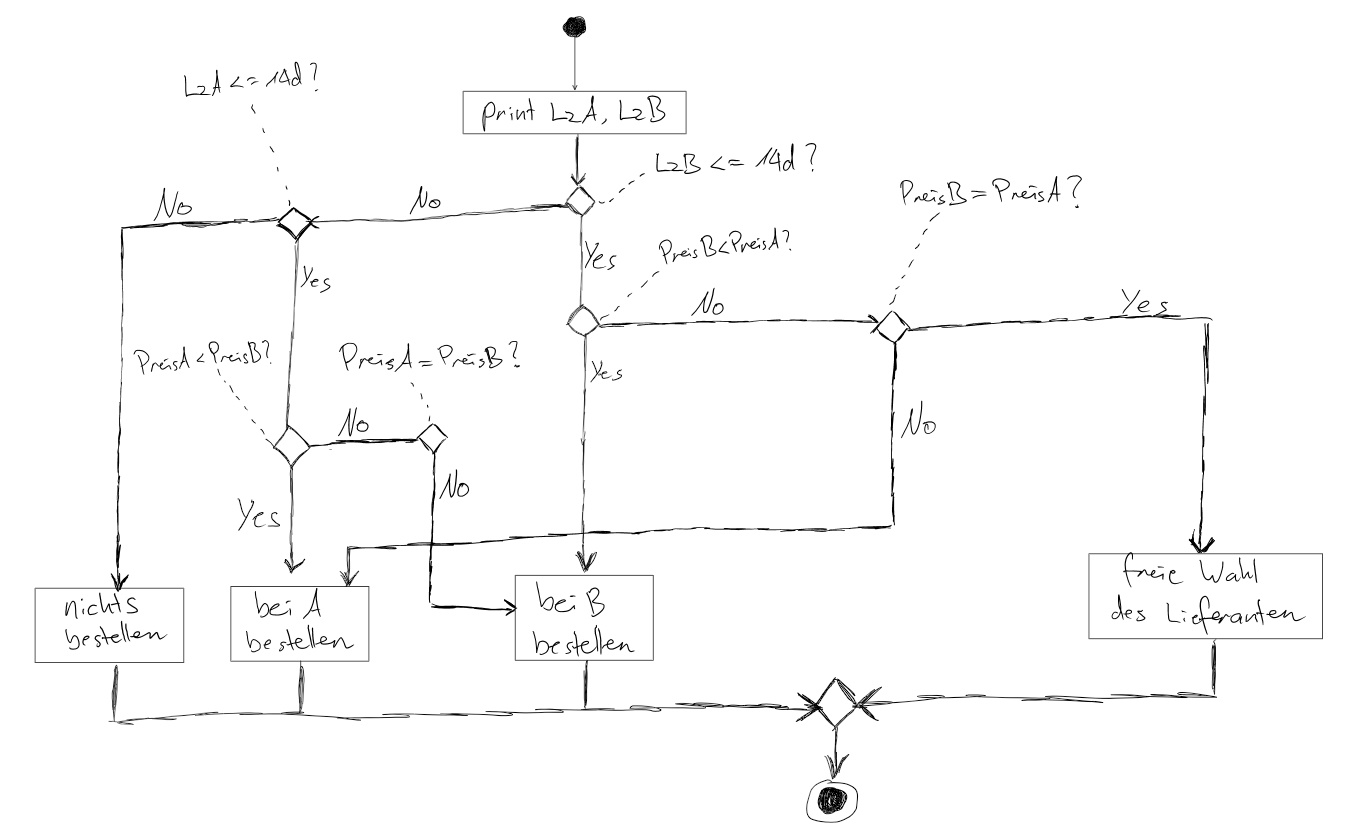 LzA <= 14d?
print LzA, LzB
LzB <= 14d?
PreisB = PreisA?
No
No
Yes
PreisB<PreisA?
Yes
No
Yes
PreisA<PreisB?
PreisA = PreisB?
Yes
No
No
No
Yes
nichts
bestellen
bei A
bestellen
bei B
bestellen
freie Wahl
des Lieferanten